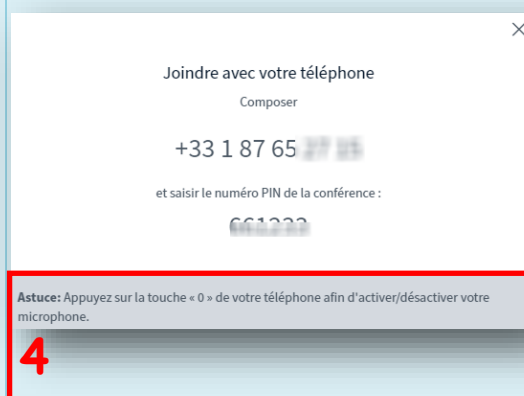 Joindre avec votre téléphone
Composer
+33 1 87 65
et saisir le numéro PIN de la conférence :
Astuce: Appuyez sur la touche « 0 » de votre téléphone afin d'activer/désactiver votre
microphone.
4